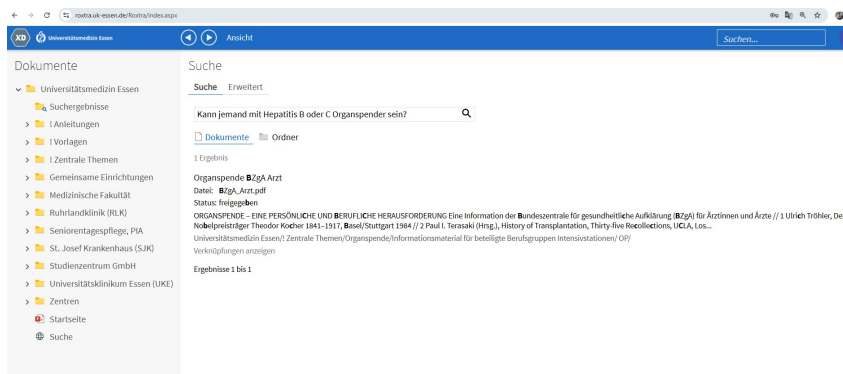 roxtra.uk-essen.de/Roxtra/index.aspx
XD Universitätsmedizin Essen
Ansicht
Suchen...
Dokumente
Universitätsmedizin Essen
Suchergebnisse
! Anleitungen
! Vorlagen
! Zentrale Themen
Gemeinsame Einrichtungen
Medizinische Fakultät
Ruhrlandklinik (RLK)
Seniorentagespflege, PIA
St. Josef Krankenhaus (SJK)
Studienzentrum GmbH
Universitätsklinikum Essen (UKE)
Zentren
Startseite
Suche
Suche
Suche Erweitert
Kann jemand mit Hepatitis B oder C Organspender sein?
Dokumente Ordner
1 Ergebnis
Organspende BZgA Arzt
Datei: BZgA_Arzt.pdf
Status: freigegeben
ORGANSPENDE – EINE PERSÖNLICHE UND BERUFLICHE HERAUSFORDERUNG Eine Information der Bundeszentrale für gesundheitliche Aufklärung (BZgA) für Ärztinnen und Ärzte // 1 Ulrich Tröhler, De
Nobelpreisträger Theodor Kocher 1841–1917, Basel/Stuttgart 1984 // 2 Paul I. Terasaki (Hrsg.), History of Transplantation, Thirty-five Recollections, UCLA, Los...
Universitätsmedizin Essen/! Zentrale Themen/Organspende/Informationsmaterial für beteiligte Berufsgruppen Intensivstationen/ OP/
Verknüpfungen anzeigen
Ergebnisse 1 bis 1